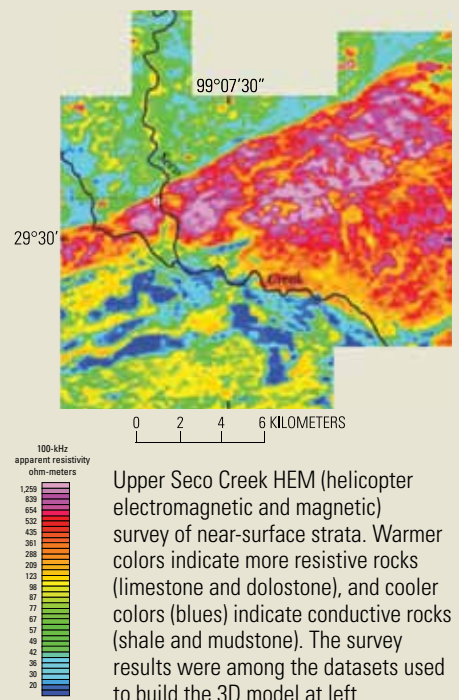 99°07'30"
Seco
29°30'
Creek
0 2 4 6 KILOMETERS
100-kHz
apparent resistivity
ohm-meters
1,259
839
654
532
435
361
288
209
123
98
87
77
67
57
49
42
36
30
20
Upper Seco Creek HEM (helicopter
electromagnetic and magnetic)
survey of near-surface strata. Warmer
colors indicate more resistive rocks
(limestone and dolostone), and cooler
colors (blues) indicate conductive rocks
(shale and mudstone). The survey
results were among the datasets used
to build the 3D model at left